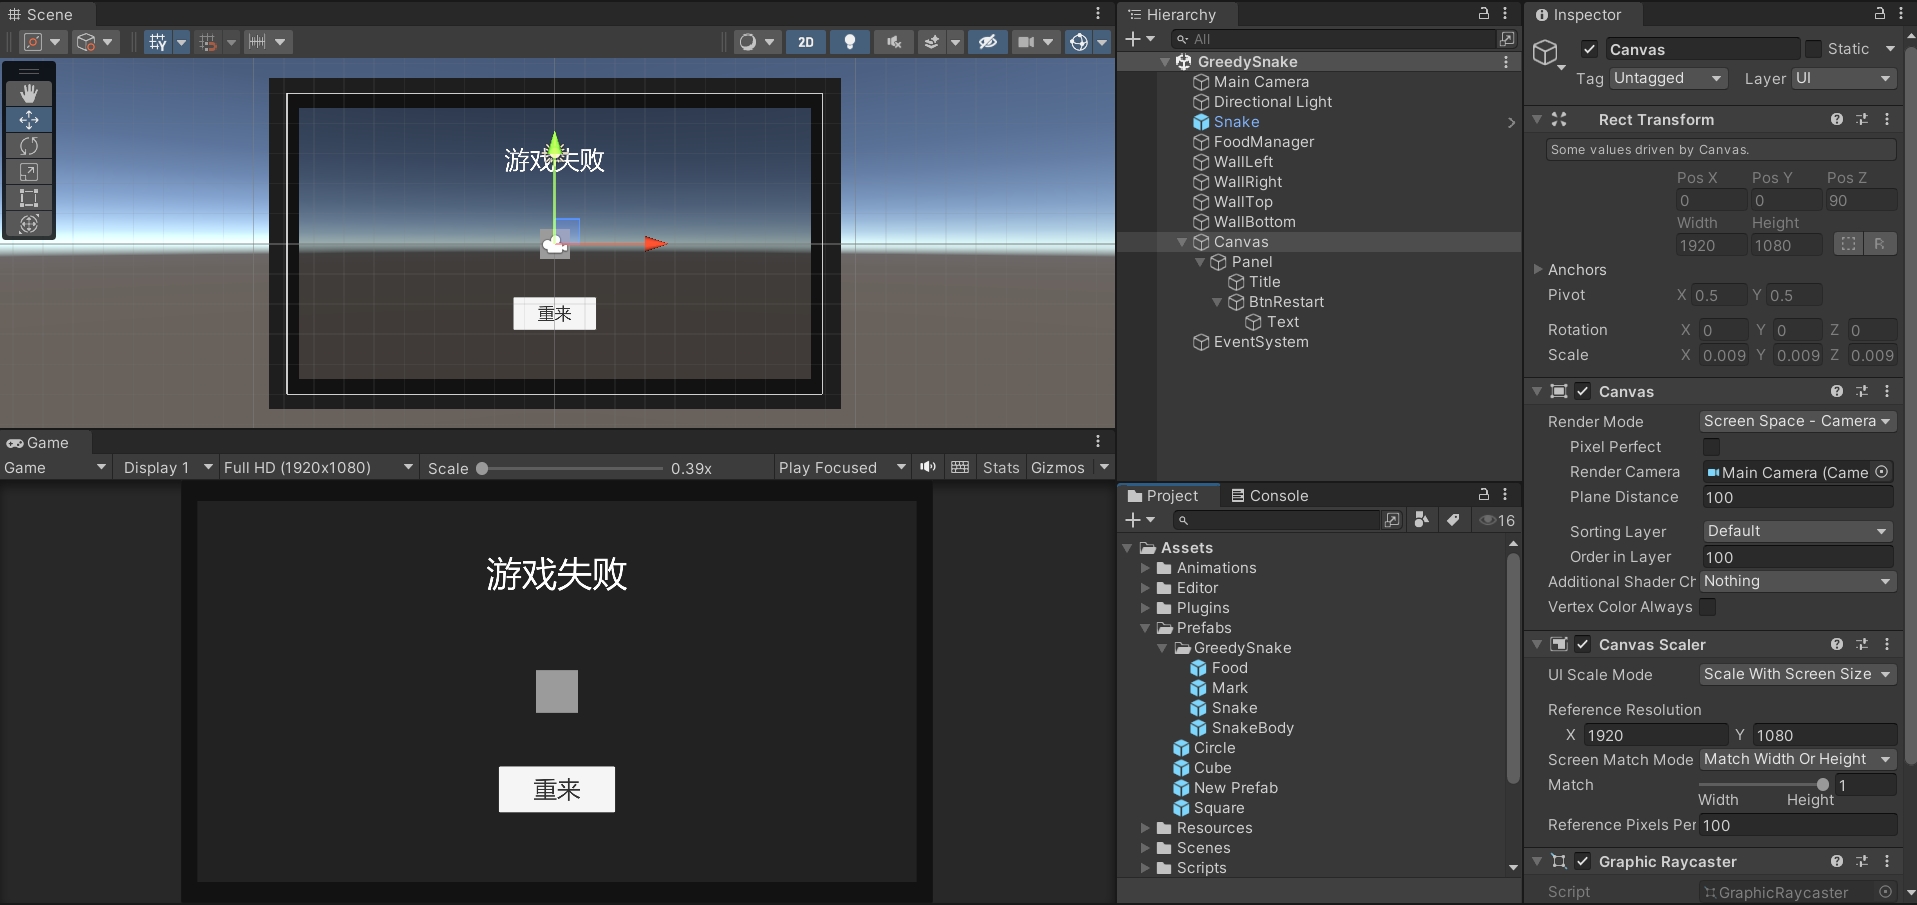 Scene
2D
游戏失败
重来
Game
Game
Display 1
Full HD (1920x1080)
Scale
0.39x
Play Focused
Stats
Gizmos
游戏失败
重来
Hierarchy
All
GreedySnake
Main Camera
Directional Light
Snake
FoodManager
WallLeft
WallRight
WallTop
WallBottom
Canvas
Panel
Title
BtnRestart
Text
EventSystem
Project
Console
16
Assets
Animations
Editor
Plugins
Prefabs
GreedySnake
Food
Mark
Snake
SnakeBody
Circle
Cube
New Prefab
Square
Resources
Scenes
Scripts
Inspector
Canvas
Static
Tag Untagged Layer UI
Rect Transform
Some values driven by Canvas.
Pos X Pos Y Pos Z
0 0 90
Width Height
1920 1080 R
Anchors
Pivot X 0.5 Y 0.5
Rotation X 0 Y 0 Z 0
Scale X 0.009 Y 0.009 Z 0.009
Canvas
Render Mode Screen Space - Camera
Pixel Perfect
Render Camera Main Camera (Came
Plane Distance 100
Sorting Layer Default
Order in Layer 100
Additional Shader Ch Nothing
Vertex Color Always
Canvas Scaler
UI Scale Mode Scale With Screen Size
Reference Resolution
X 1920 Y 1080
Screen Match Mode Match Width Or Height
Match 1
Width Height
Reference Pixels Per 100
Graphic Raycaster
Script GraphicRaycaster